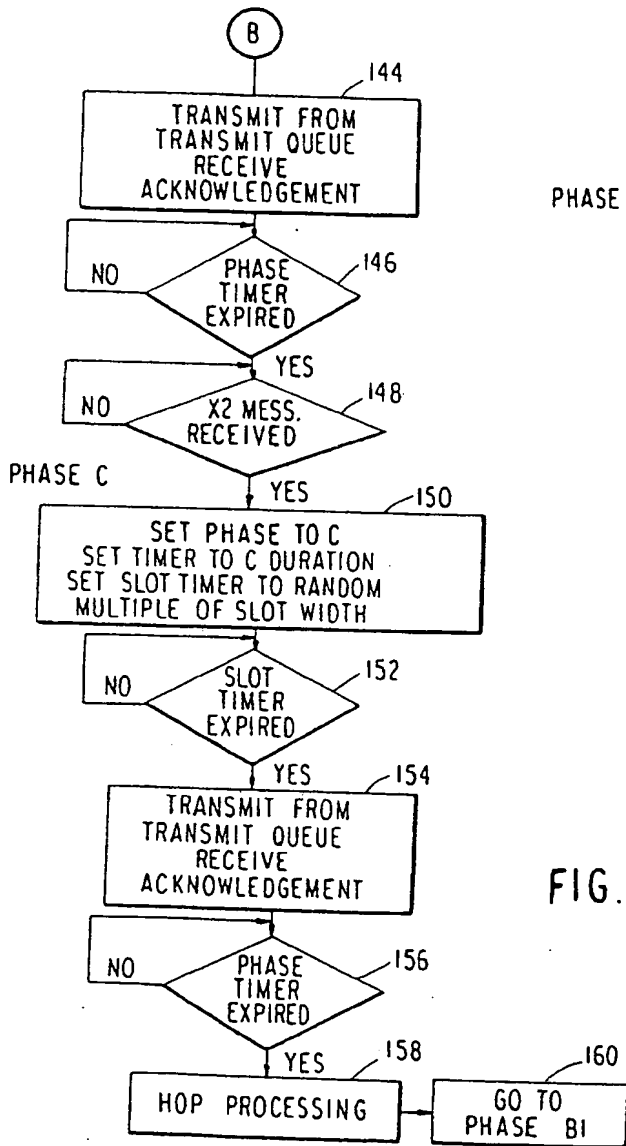 B
144
TRANSMIT FROM
TRANSMIT QUEUE
RECEIVE
ACKNOWLEDGEMENT
PHASE
146
NO
PHASE
TIMER
EXPIRED
YES
148
NO
X2 MESS.
RECEIVED
PHASE C
YES
150
SET PHASE TO C
SET TIMER TO C DURATION
SET SLOT TIMER TO RANDOM
MULTIPLE OF SLOT WIDTH
152
NO
SLOT
TIMER
EXPIRED
YES
154
TRANSMIT FROM
TRANSMIT QUEUE
RECEIVE
ACKNOWLEDGEMENT
FIG.
156
NO
PHASE
TIMER
EXPIRED
YES
158
160
HOP PROCESSING
GO TO
PHASE B1